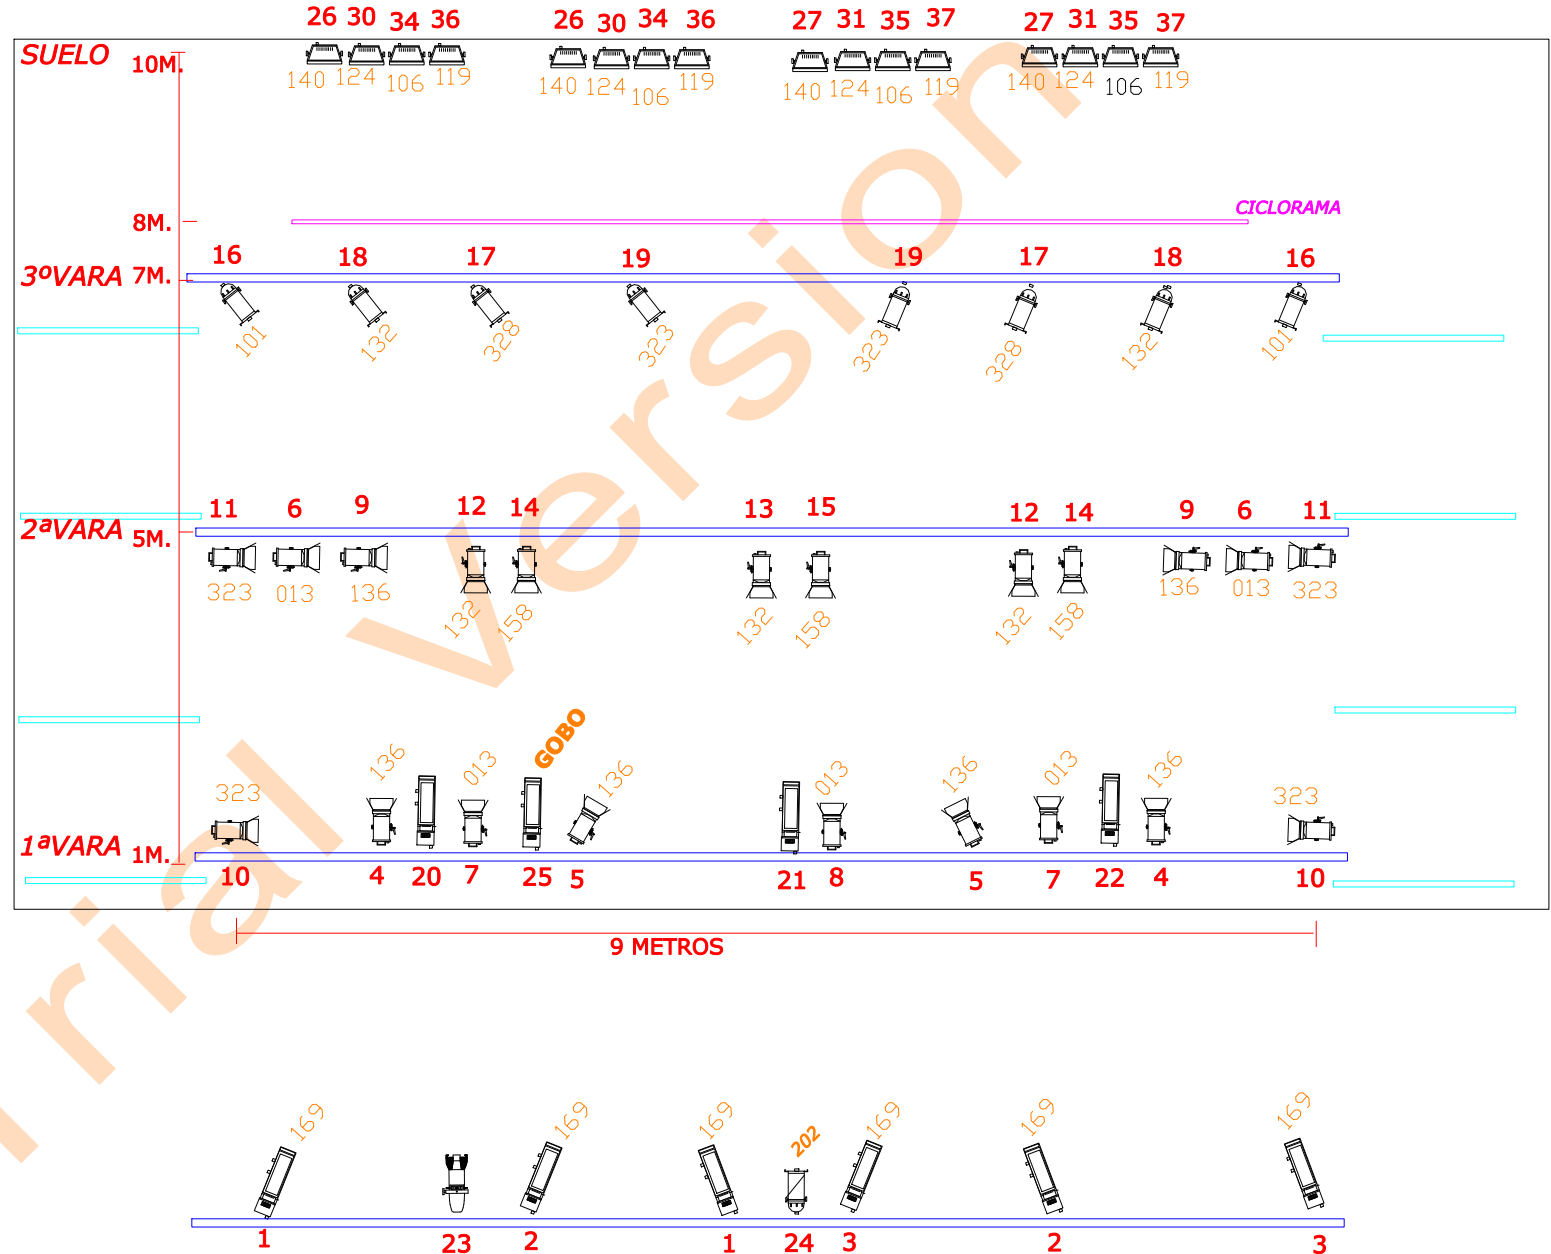 26 30 34 36 26 30 34 36 27 31 35 37 27 31 35 37
SUELO 10M.
140 124 106 119 140 124 106 119 140 124 106 119 140 124 106 119
CICLORAMA
8M.
16 18 17 19 19 17 18 16
3ºVARA 7M.
101 132 328 323 323 328 132 101
11 6 9 12 14 13 15 12 14 9 6 11
2ªVARA 5M.
323 013 136 132 158 132 158 132 158 136 013 323
GOBO
323 136 013 136 013 136 013 136 323
1ªVARA 1M.
10 4 20 7 25 5 21 8 5 7 22 4 10
9 METROS
169 169 169 202 169 169 169
1 23 2 1 24 3 2 3
rial version